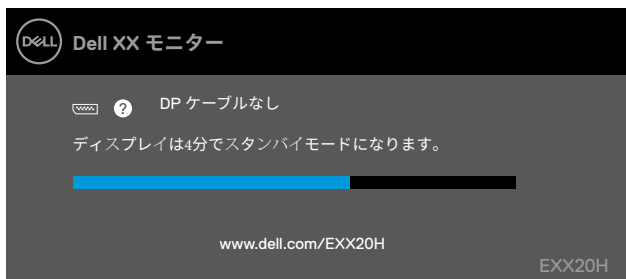 DELL Dell XX モニター
? DP ケーブルなし
ディスプレイは4分でスタンバイモードになります。
www.dell.com/EXX20H
EXX20H